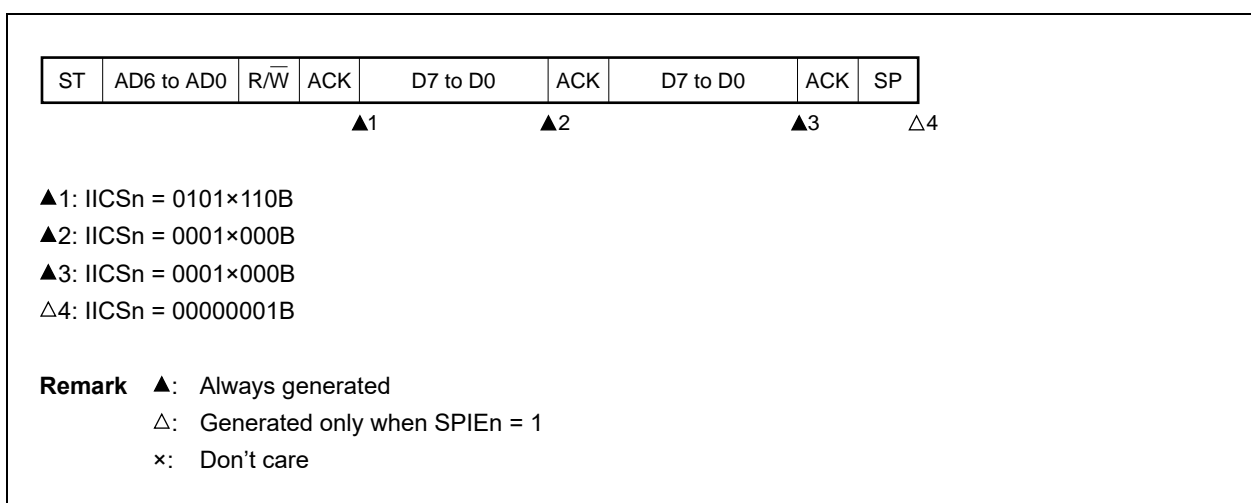 ST AD6 to AD0 R/W̅ ACK D7 to D0 ACK D7 to D0 ACK SP
▲1 ▲2 ▲3 △4
▲1: IICSn = 0101×110B
▲2: IICSn = 0001×000B
▲3: IICSn = 0001×000B
△4: IICSn = 00000001B
Remark ▲: Always generated
△: Generated only when SPIEn = 1
×: Don’t care